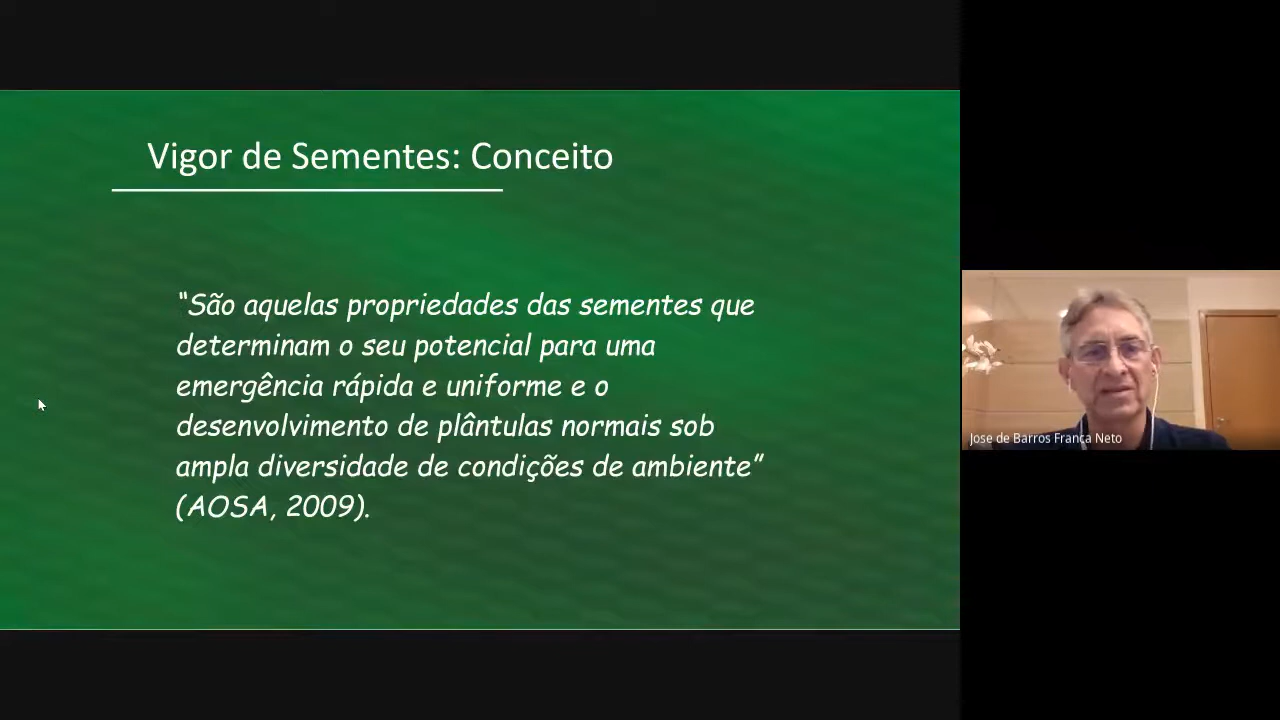 Vigor de Sementes: Conceito
“São aquelas propriedades das sementes que
determinam o seu potencial para uma
emergência rápida e uniforme e o
desenvolvimento de plântulas normais sob
ampla diversidade de condições de ambiente”
(AOSA, 2009).
Jose de Barros Franca Neto